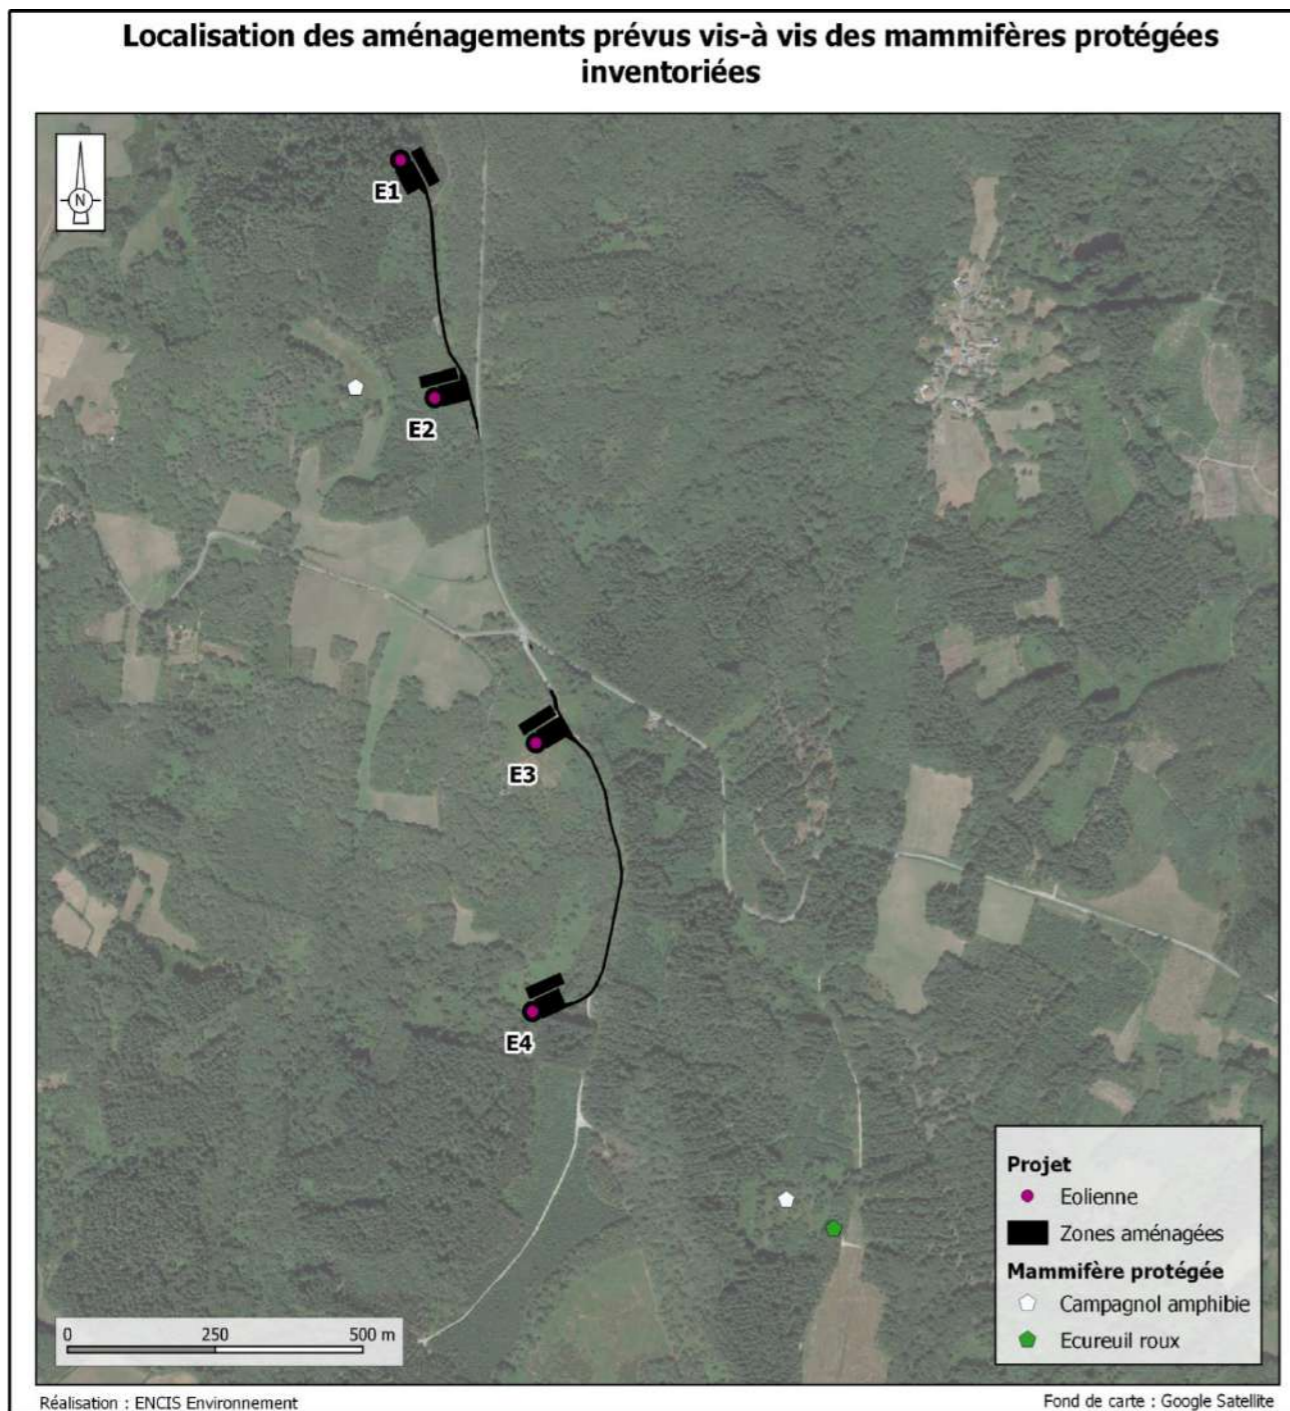 Localisation des aménagements prévus vis-à vis des mammifères protégées
inventoriées
N
E1
E2
E3
E4
Projet
Eolienne
Zones aménagées
Mammifère protégée
Campagnol amphibie
Ecureuil roux
0 250 500 m
Réalisation : ENCIS Environnement
Fond de carte : Google Satellite